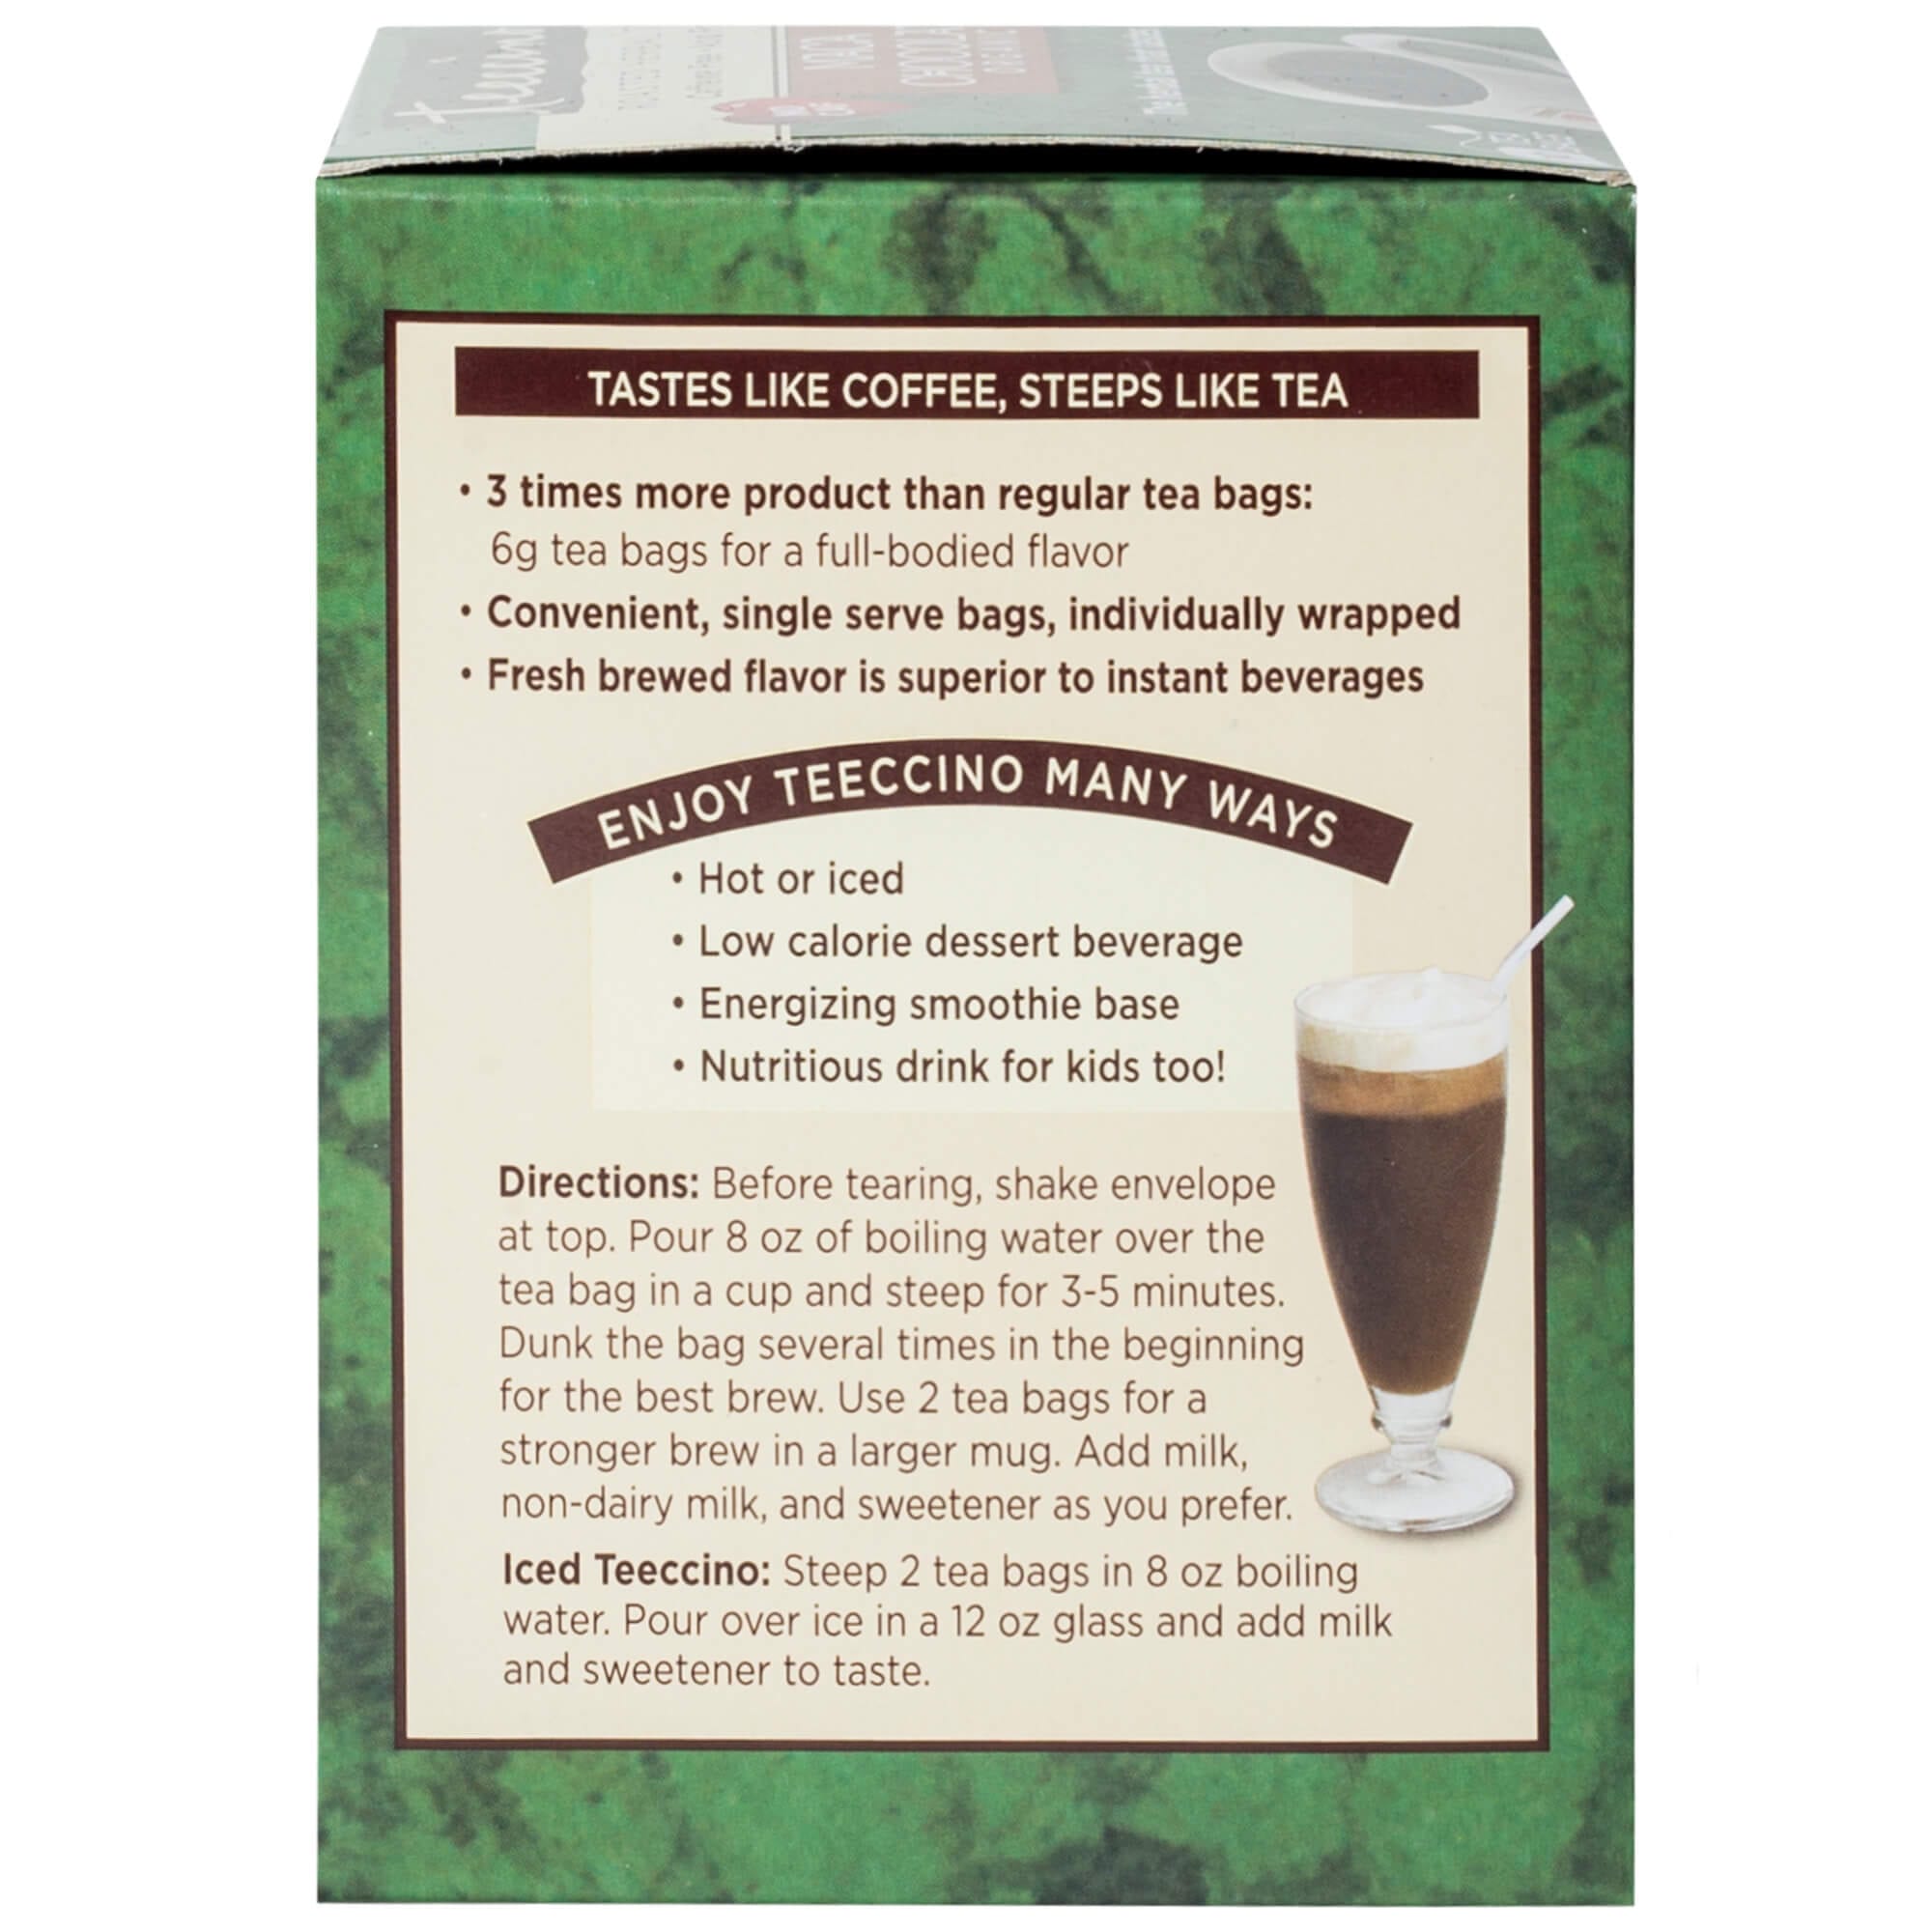 Teeccino
MAYA
CHOCOLATE
ORGANIC
TASTES LIKE COFFEE, STEEPS LIKE TEA
• 3 times more product than regular tea bags:
6g tea bags for a full-bodied flavor
• Convenient, single serve bags, individually wrapped
• Fresh brewed flavor is superior to instant beverages
ENJOY TEECCINO MANY WAYS
• Hot or iced
• Low calorie dessert beverage
• Energizing smoothie base
• Nutritious drink for kids too!
Directions: Before tearing, shake envelope
at top. Pour 8 oz of boiling water over the
tea bag in a cup and steep for 3-5 minutes.
Dunk the bag several times in the beginning
for the best brew. Use 2 tea bags for a
stronger brew in a larger mug. Add milk,
non-dairy milk, and sweetener as you prefer.
Iced Teeccino: Steep 2 tea bags in 8 oz boiling
water. Pour over ice in a 12 oz glass and add milk
and sweetener to taste.